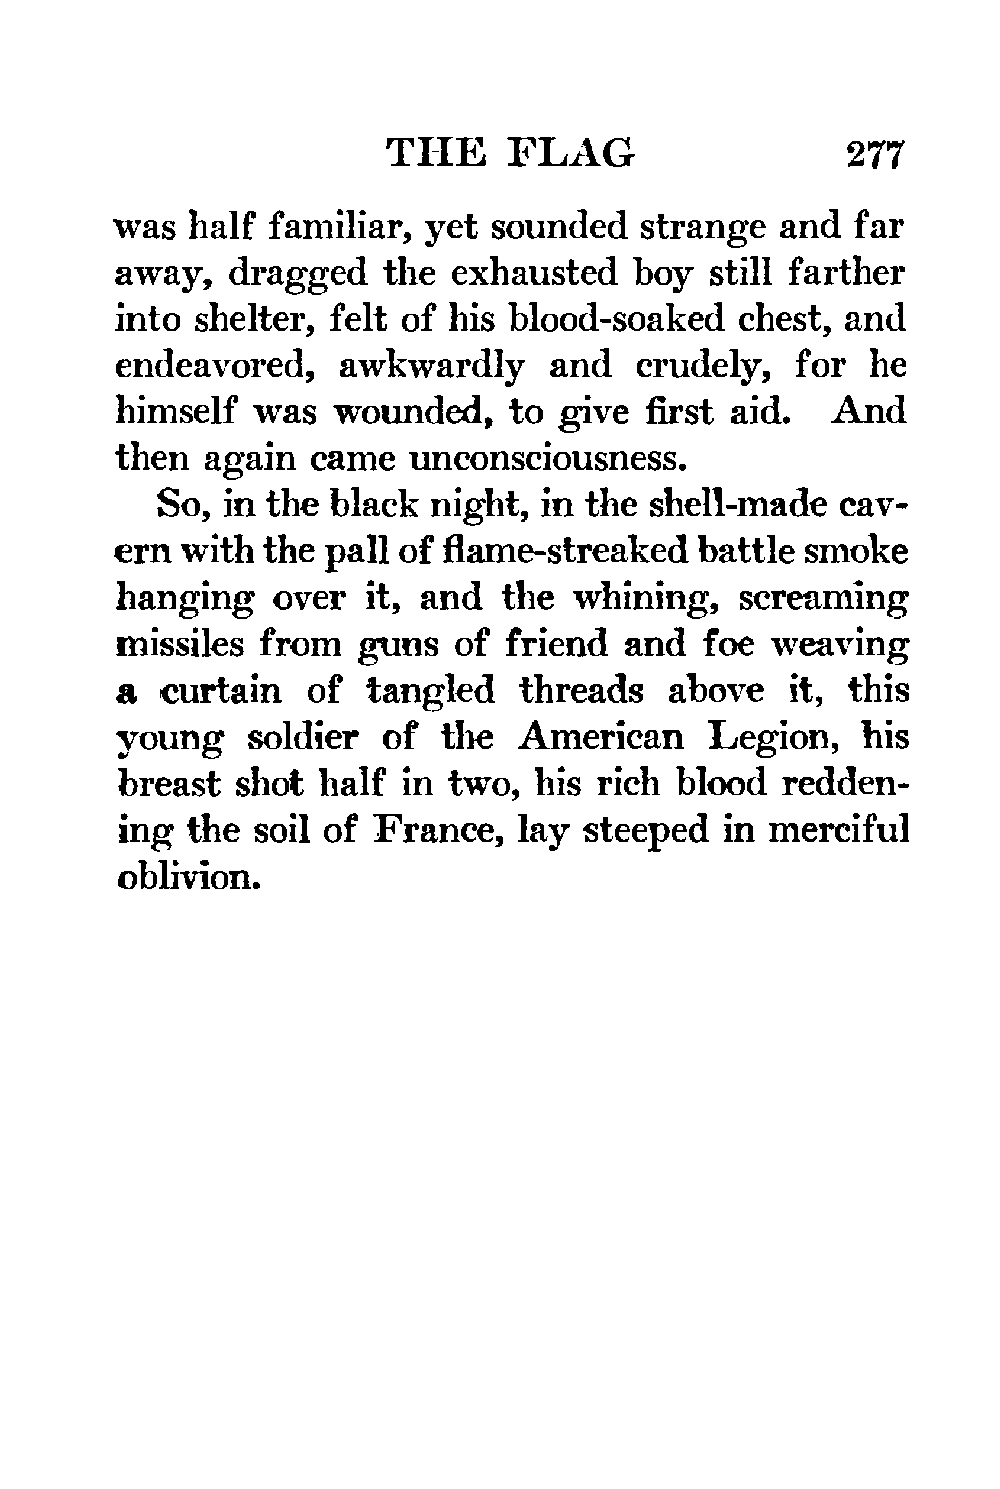 THE FLAG 277
was half familiar, yet sounded strange and far
away, dragged the exhausted boy still farther
into shelter, felt of his blood-soaked chest, and
endeavored, awkwardly and crudely, for he
himself was wounded, to give first aid. And
then again came unconsciousness.
So, in the black night, in the shell-made cav-
ern with the pall of flame-streaked battle smoke
hanging over it, and the whining, screaming
missiles from guns of friend and foe weaving
a curtain of tangled threads above it, this
young soldier of the American Legion, his
breast shot half in two, his rich blood redden-
ing the soil of France, lay steeped in merciful
oblivion.